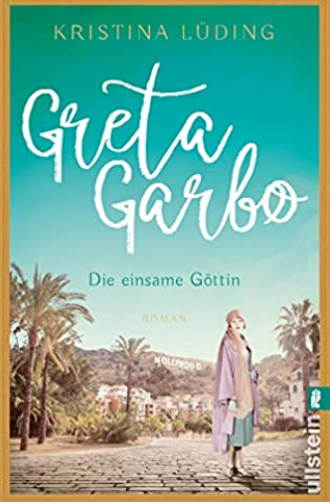 KRISTINA LÜDING
Greta
Garbo
Die einsame Göttin
ROMAN
HOLLYWOOD
ullstein